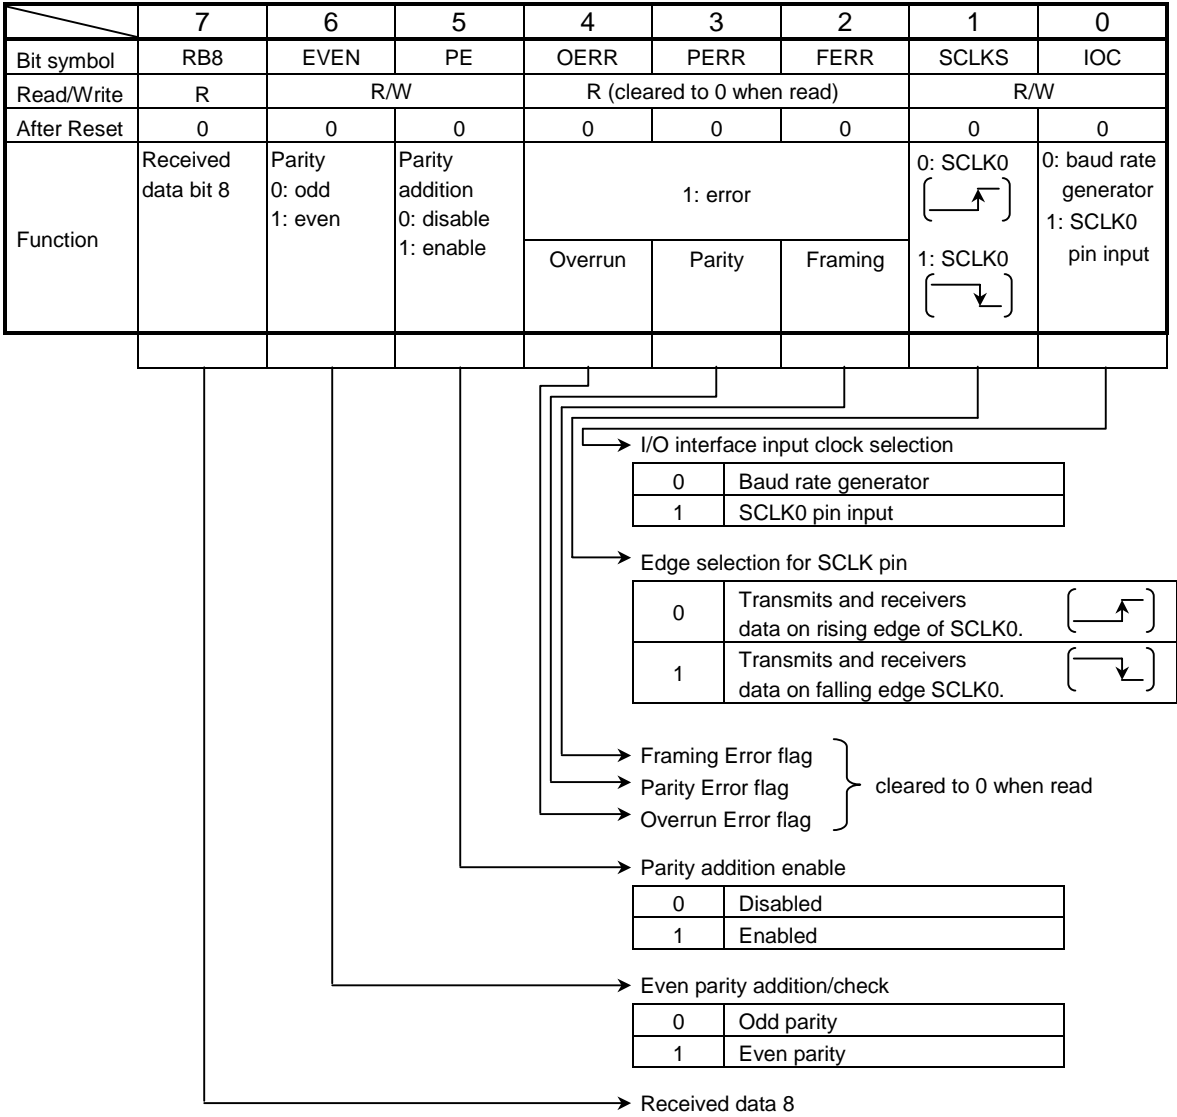 7 6 5 4 3 2 1 0
Bit symbol RB8 EVEN PE OERR PERR FERR SCLKS IOC
Read/Write R R/W R (cleared to 0 when read) R/W
After Reset 0 0 0 0 0 0 0 0
Function
Received
data bit 8
Parity
0: odd
1: even
Parity
addition
0: disable
1: enable
1: error
Overrun Parity Framing
0: SCLK0
1: SCLK0
0: baud rate
generator
1: SCLK0
pin input
I/O interface input clock selection
0 Baud rate generator
1 SCLK0 pin input
Edge selection for SCLK pin
0 Transmits and receivers
data on rising edge of SCLK0.
1 Transmits and receivers
data on falling edge SCLK0.
Framing Error flag
Parity Error flag
Overrun Error flag
cleared to 0 when read
Parity addition enable
0 Disabled
1 Enabled
Even parity addition/check
0 Odd parity
1 Even parity
Received data 8